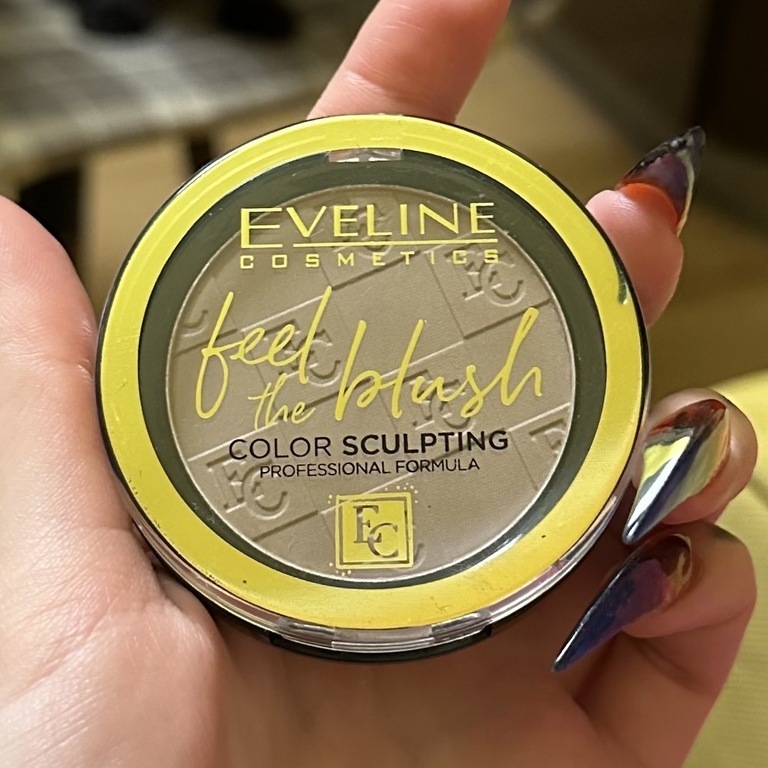 EVELINE
COSMETICS
feel
the blush
COLOR SCULPTING
PROFESSIONAL FORMULA
EC